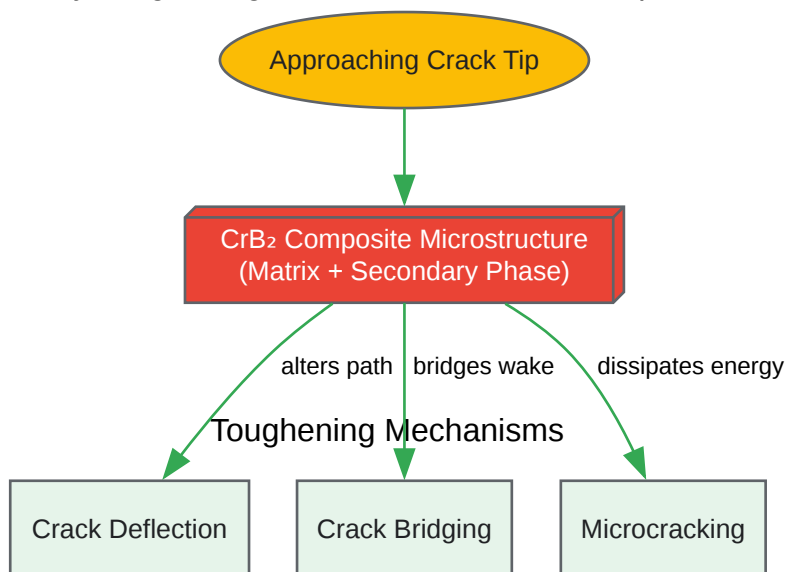 Approaching Crack Tip
CrB₂ Composite Microstructure
(Matrix + Secondary Phase)
alters path
bridges wake
dissipates energy
Toughening Mechanisms
Crack Deflection
Crack Bridging
Microcracking